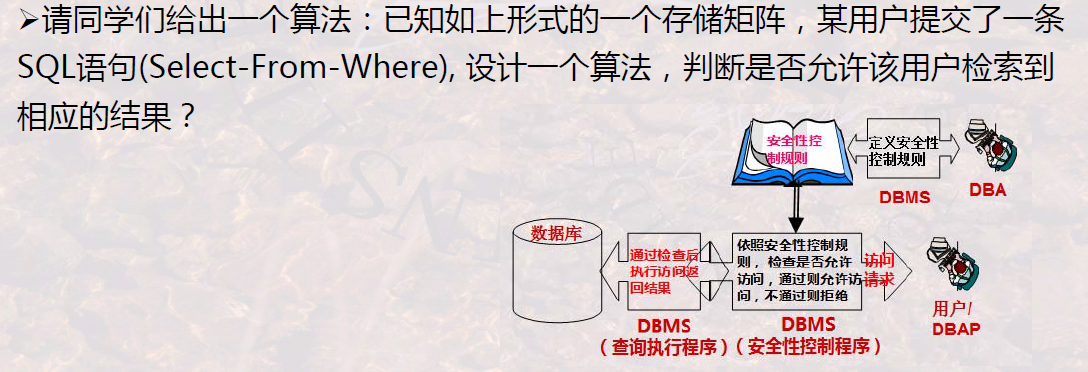 ➢请同学们给出一个算法：已知如上形式的一个存储矩阵，某用户提交了一条
SQL语句(Select-From-Where), 设计一个算法，判断是否允许该用户检索到
相应的结果？
安全性控
制规则
定义安全性
控制规则
DBMS
DBA
数据库
通过检查后
执行访问返
回结果
依照安全性控制规
则，检查是否允许
访问，通过则允许访
问，不通过则拒绝
访问
请求
用户/
DBAP
DBMS
（查询执行程序）
DBMS
（安全性控制程序）